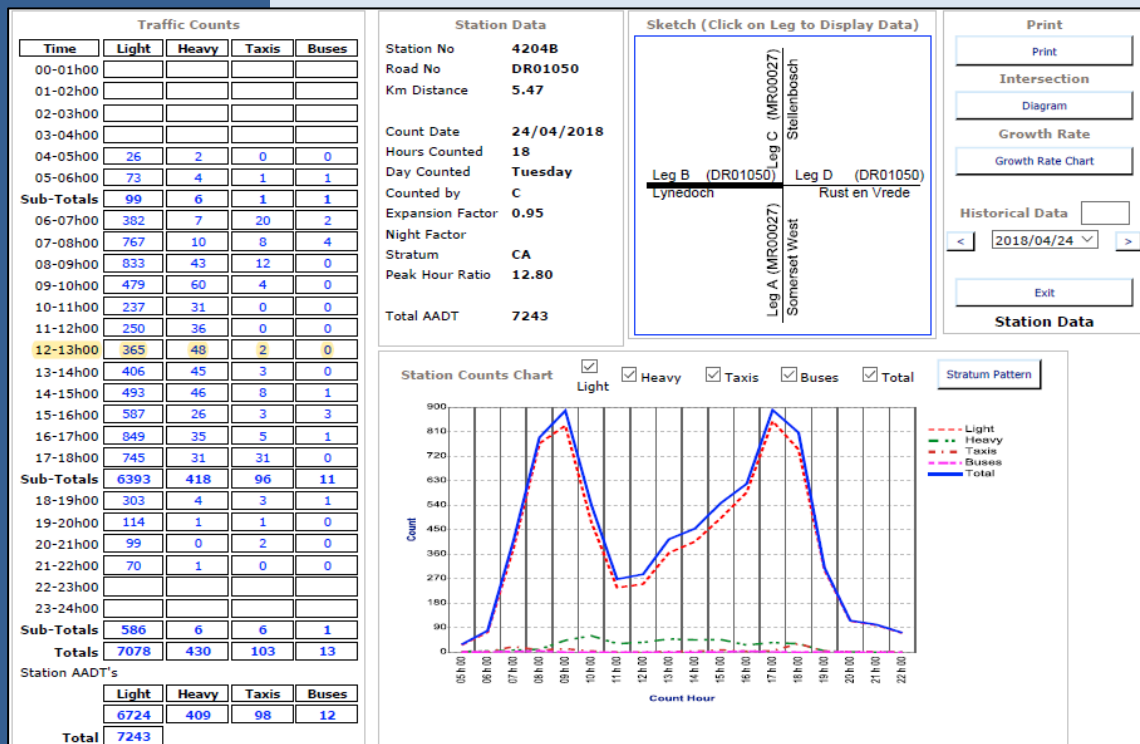 Traffic Counts
Time Light Heavy Taxis Buses
00-01h00
01-02h00
02-03h00
03-04h00
04-05h00 26 2 0 0
05-06h00 73 4 1 1
Sub-Totals 99 6 1 1
06-07h00 382 7 20 2
07-08h00 767 10 8 4
08-09h00 833 43 12 0
09-10h00 479 60 4 0
10-11h00 237 31 0 0
11-12h00 250 36 0 0
12-13h00 365 48 2 0
13-14h00 406 45 3 0
14-15h00 493 46 8 1
15-16h00 587 26 3 3
16-17h00 849 35 5 1
17-18h00 745 31 31 0
Sub-Totals 6393 418 96 11
18-19h00 303 4 3 1
19-20h00 114 1 1 0
20-21h00 99 0 2 0
21-22h00 70 1 0 0
22-23h00
23-24h00
Sub-Totals 586 6 6 1
Totals 7078 430 103 13
Station AADT's
Light Heavy Taxis Buses
6724 409 98 12
Total 7243
Station Data
Station No 4204B
Road No DR01050
Km Distance 5.47
Count Date 24/04/2018
Hours Counted 18
Day Counted Tuesday
Counted by C
Expansion Factor 0.95
Night Factor
Stratum CA
Peak Hour Ratio 12.80
Total AADT 7243
Sketch (Click on Leg to Display Data)
Leg C (MR00027)
Stellenbosch
Leg B (DR01050)
Lynedoch
Leg D (DR01050)
Rust en Vrede
Leg A (MR00027)
Somerset West
Print
Print
Intersection
Diagram
Growth Rate
Growth Rate Chart
Historical Data
< 2018/04/24 >
Exit
Station Data
Station Counts Chart Light Heavy Taxis Buses Total Stratum Pattern
900
810
720
630
540
450
360
270
180
90
0
Count
05h00 06h00 07h00 08h00 09h00 10h00 11h00 12h00 13h00 14h00 15h00 16h00 17h00 18h00 19h00 20h00 21h00 22h00
Count Hour
Light
Heavy
Taxis
Buses
Total